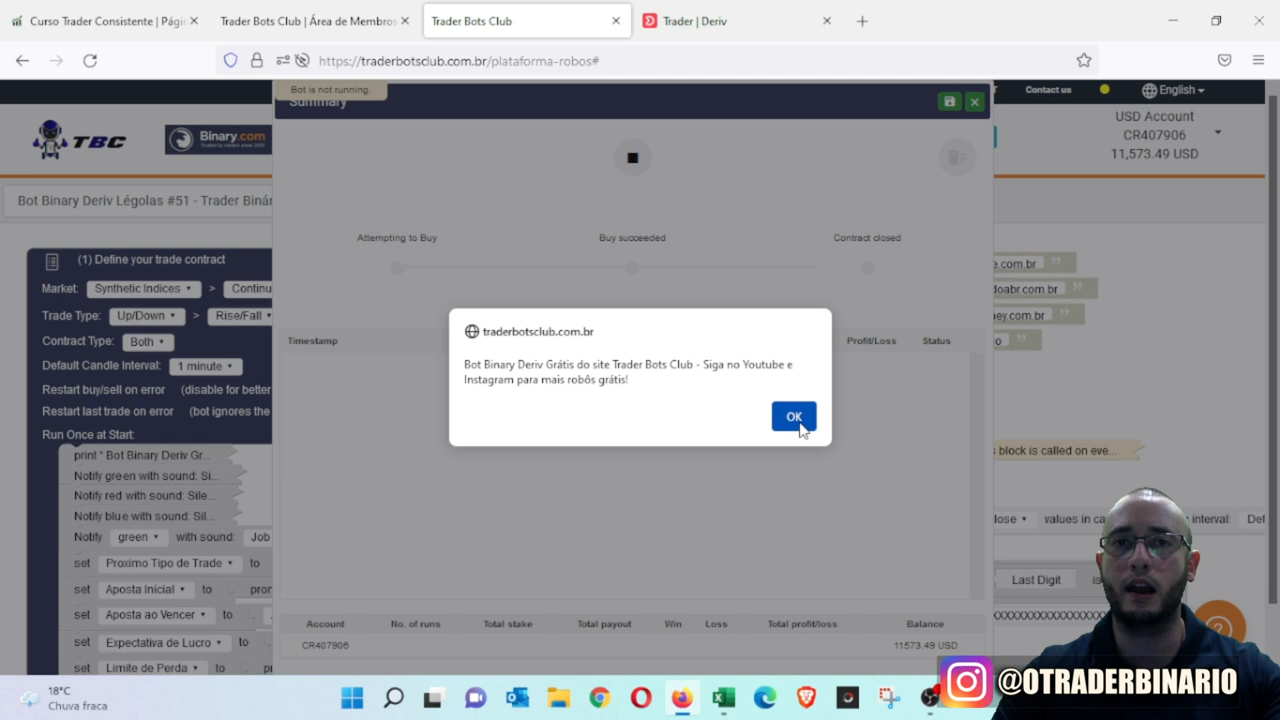 Curso Trader Consistente | Págir
Trader Bots Club | Área de Membros
Trader Bots Club
Trader | Deriv
https://traderbotsclub.com.br/plataforma-robos#
Bot is not running.
Summary
Contact us
English
TBC
Binary.com
USD Account
CR407906
11,573.49 USD
Bot Binary Deriv Légolas #51 - Trader Binár
Attempting to Buy
Buy succeeded
Contract closed
(1) Define your trade contract
Market: Synthetic Indices > Continu
Trade Type: Up/Down > Rise/Fall
Contract Type: Both
Default Candle Interval: 1 minute
Restart buy/sell on error (disable for better
Restart last trade on error (bot ignores the
Run Once at Start:
print " Bot Binary Deriv Gr...
Notify green with sound: Si...
Notify red with sound: Sile...
Notify blue with sound: Sil...
Notify green with sound: Job
set Proximo Tipo de Trade to
set Aposta Inicial to pron
set Aposta ao Vencer to
set Expectativa de Lucro to
set Limite de Perda to
Timestamp
Profit/Loss
Status
traderbotsclub.com.br
Bot Binary Deriv Grátis do site Trader Bots Club - Siga no Youtube e
Instagram para mais robôs grátis!
OK
e.com.br
doabr.com.br
ney.com.br
o
s block is called on eve...
lose values in ca
interval: Def
Last Digit is
Account No. of runs Total stake Total payout Win Loss Total profit/loss Balance
CR407906 11573.49 USD
@OTRADERBINARIO
18°C
Chuva fraca